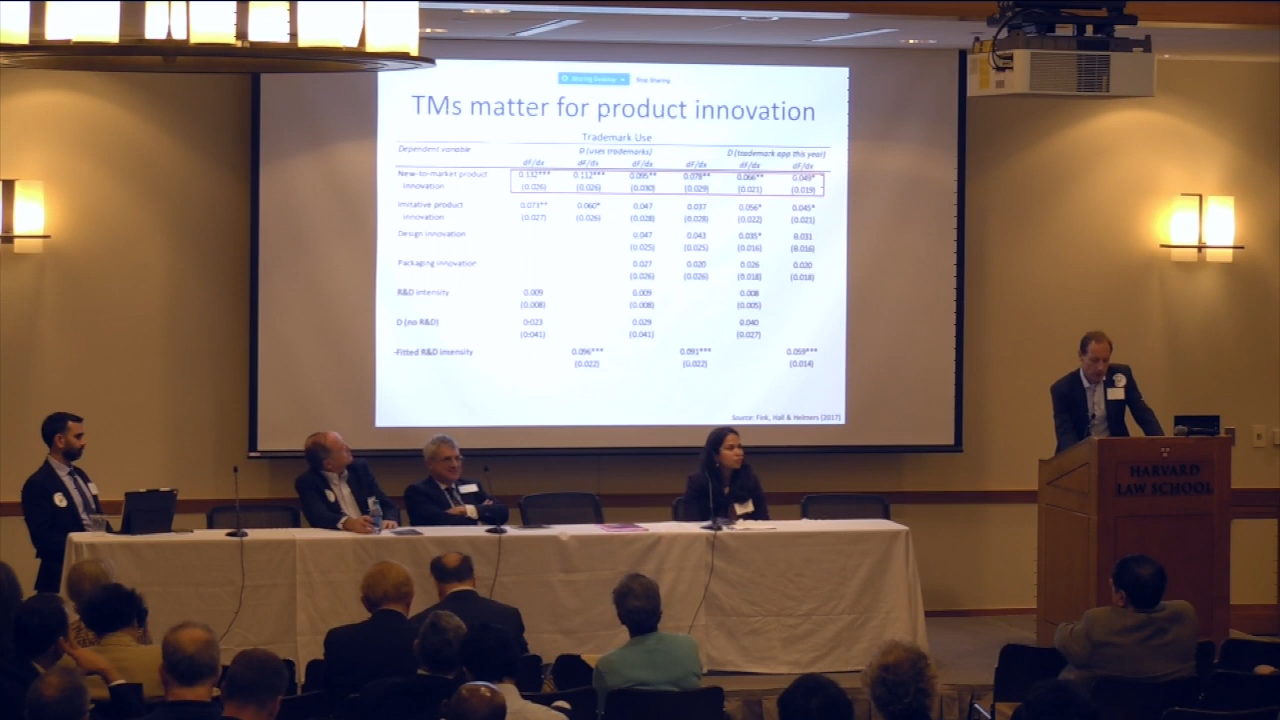 Sharing Desktop Stop Sharing
TMs matter for product innovation
Trademark Use
Dependent variable D (uses trademarks) D (trademark app this year)
dF/dx dF/dx dF/dx dF/dx dF/dx dF/dx
New-to-market product 0.132*** 0.112*** 0.095** 0.078** 0.066** 0.049*
innovation (0.026) (0.026) (0.030) (0.029) (0.021) (0.019)
Imitative product 0.073** 0.060* 0.047 0.037 0.056* 0.045*
innovation (0.027) (0.026) (0.028) (0.028) (0.022) (0.021)
Design innovation 0.047 0.043 0.035* 0.031
(0.025) (0.025) (0.016) (0.016)
Packaging innovation 0.027 0.020 0.026 0.020
(0.026) (0.026) (0.018) (0.018)
R&D intensity 0.009 0.009 0.008
(0.008) (0.008) (0.005)
D (no R&D) 0.023 0.029 0.040
(0.041) (0.041) (0.027)
Fitted R&D intensity 0.096*** 0.091*** 0.059***
(0.022) (0.022) (0.014)
Source: Fink, Hall & Helmers (2017)
HARVARD
LAW SCHOOL